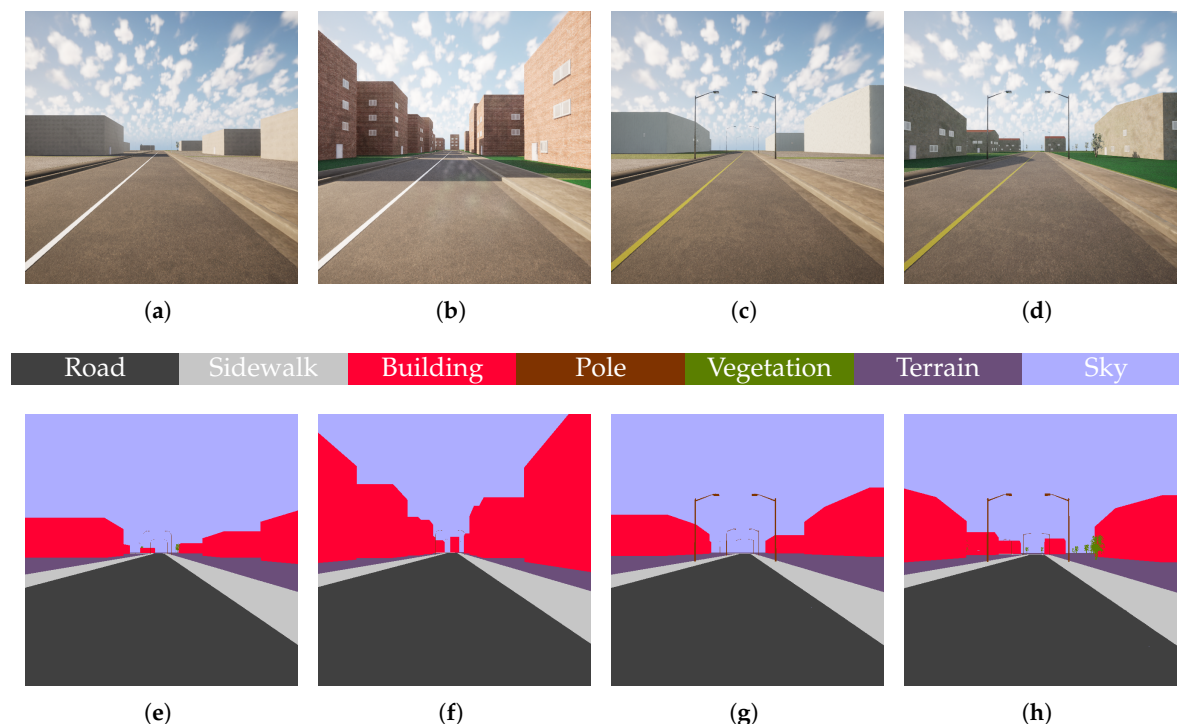 (a) (b) (c) (d)
Road Sidewalk Building Pole Vegetation Terrain Sky
(e) (f) (g) (h)